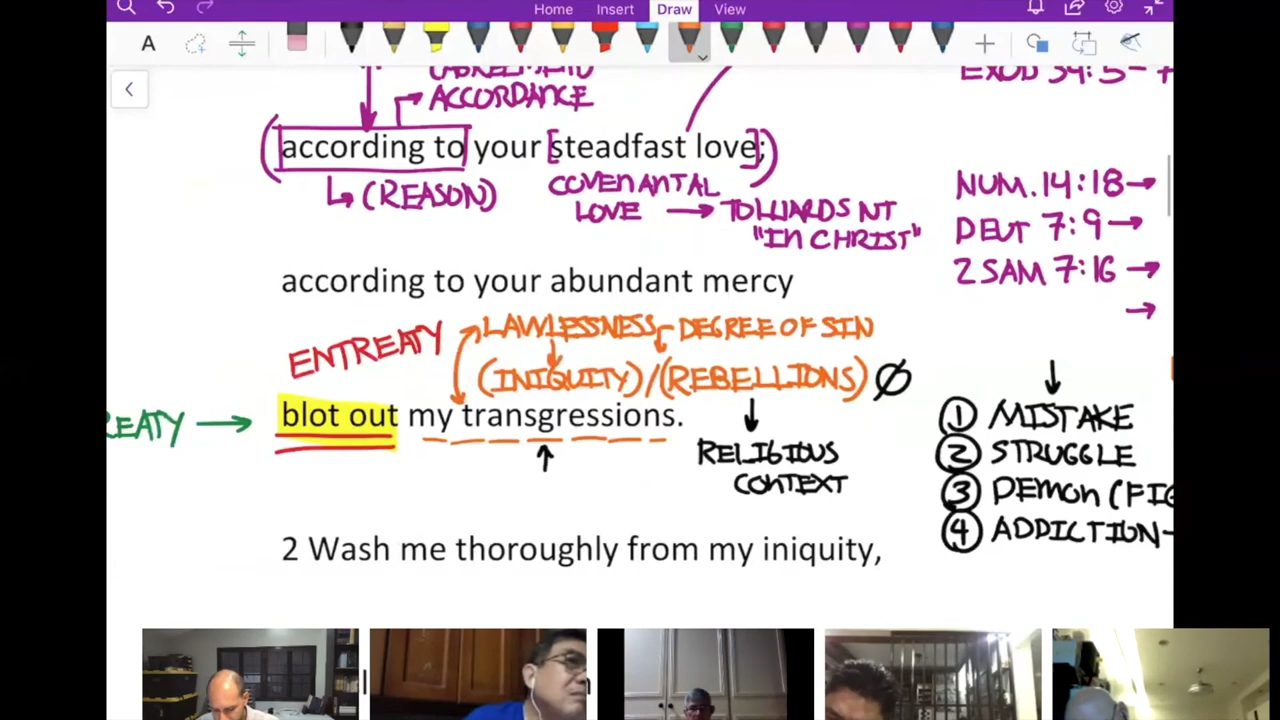 Home Insert Draw View
A
EXOD 34:5-7
ACCORDANCE
(according to your [steadfast love];)
↳ (REASON)
COVENANTAL
LOVE → TOWARDS NT
"IN CHRIST"
NUM. 14:18→
DEUT 7:9→
2 SAM 7:16→
→
according to your abundant mercy
ENTREATY
LAWLESSNESS DEGREE OF SIN
(INIQUITY)/(REBELLIONS) Ø
REATY →
blot out my transgressions.
RELIGIOUS
CONTEXT
① MISTAKE
② STRUGGLE
③ DEMON (FIG
④ ADDICTION-
2 Wash me thoroughly from my iniquity,